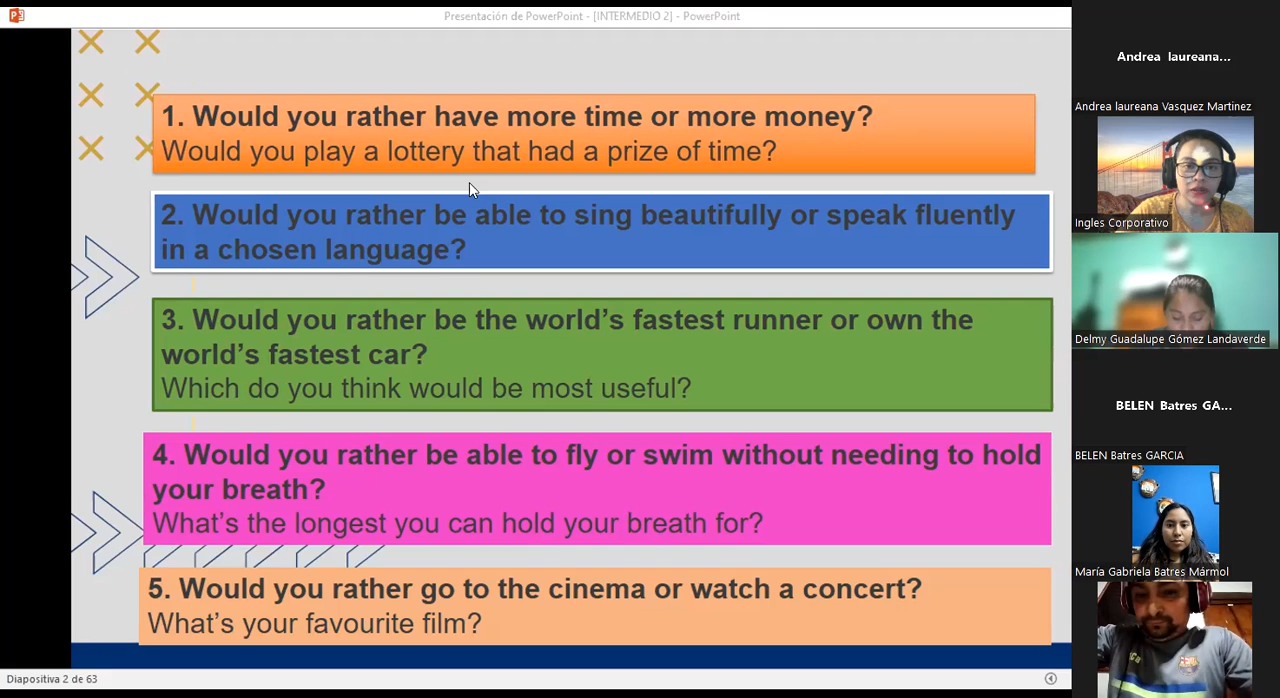 Presentación de PowerPoint - [INTERMEDIO 2] - PowerPoint
1. Would you rather have more time or more money?
Would you play a lottery that had a prize of time?
2. Would you rather be able to sing beautifully or speak fluently
in a chosen language?
3. Would you rather be the world’s fastest runner or own the
world’s fastest car?
Which do you think would be most useful?
4. Would you rather be able to fly or swim without needing to hold
your breath?
What’s the longest you can hold your breath for?
5. Would you rather go to the cinema or watch a concert?
What’s your favourite film?
Diapositiva 2 de 63
Andrea laureana...
Andrea laureana Vasquez Martinez
Ingles Corporativo
Delmy Guadalupe Gómez Landaverde
BELEN Batres GA...
BELEN Batres GARCIA
María Gabriela Batres Mármol